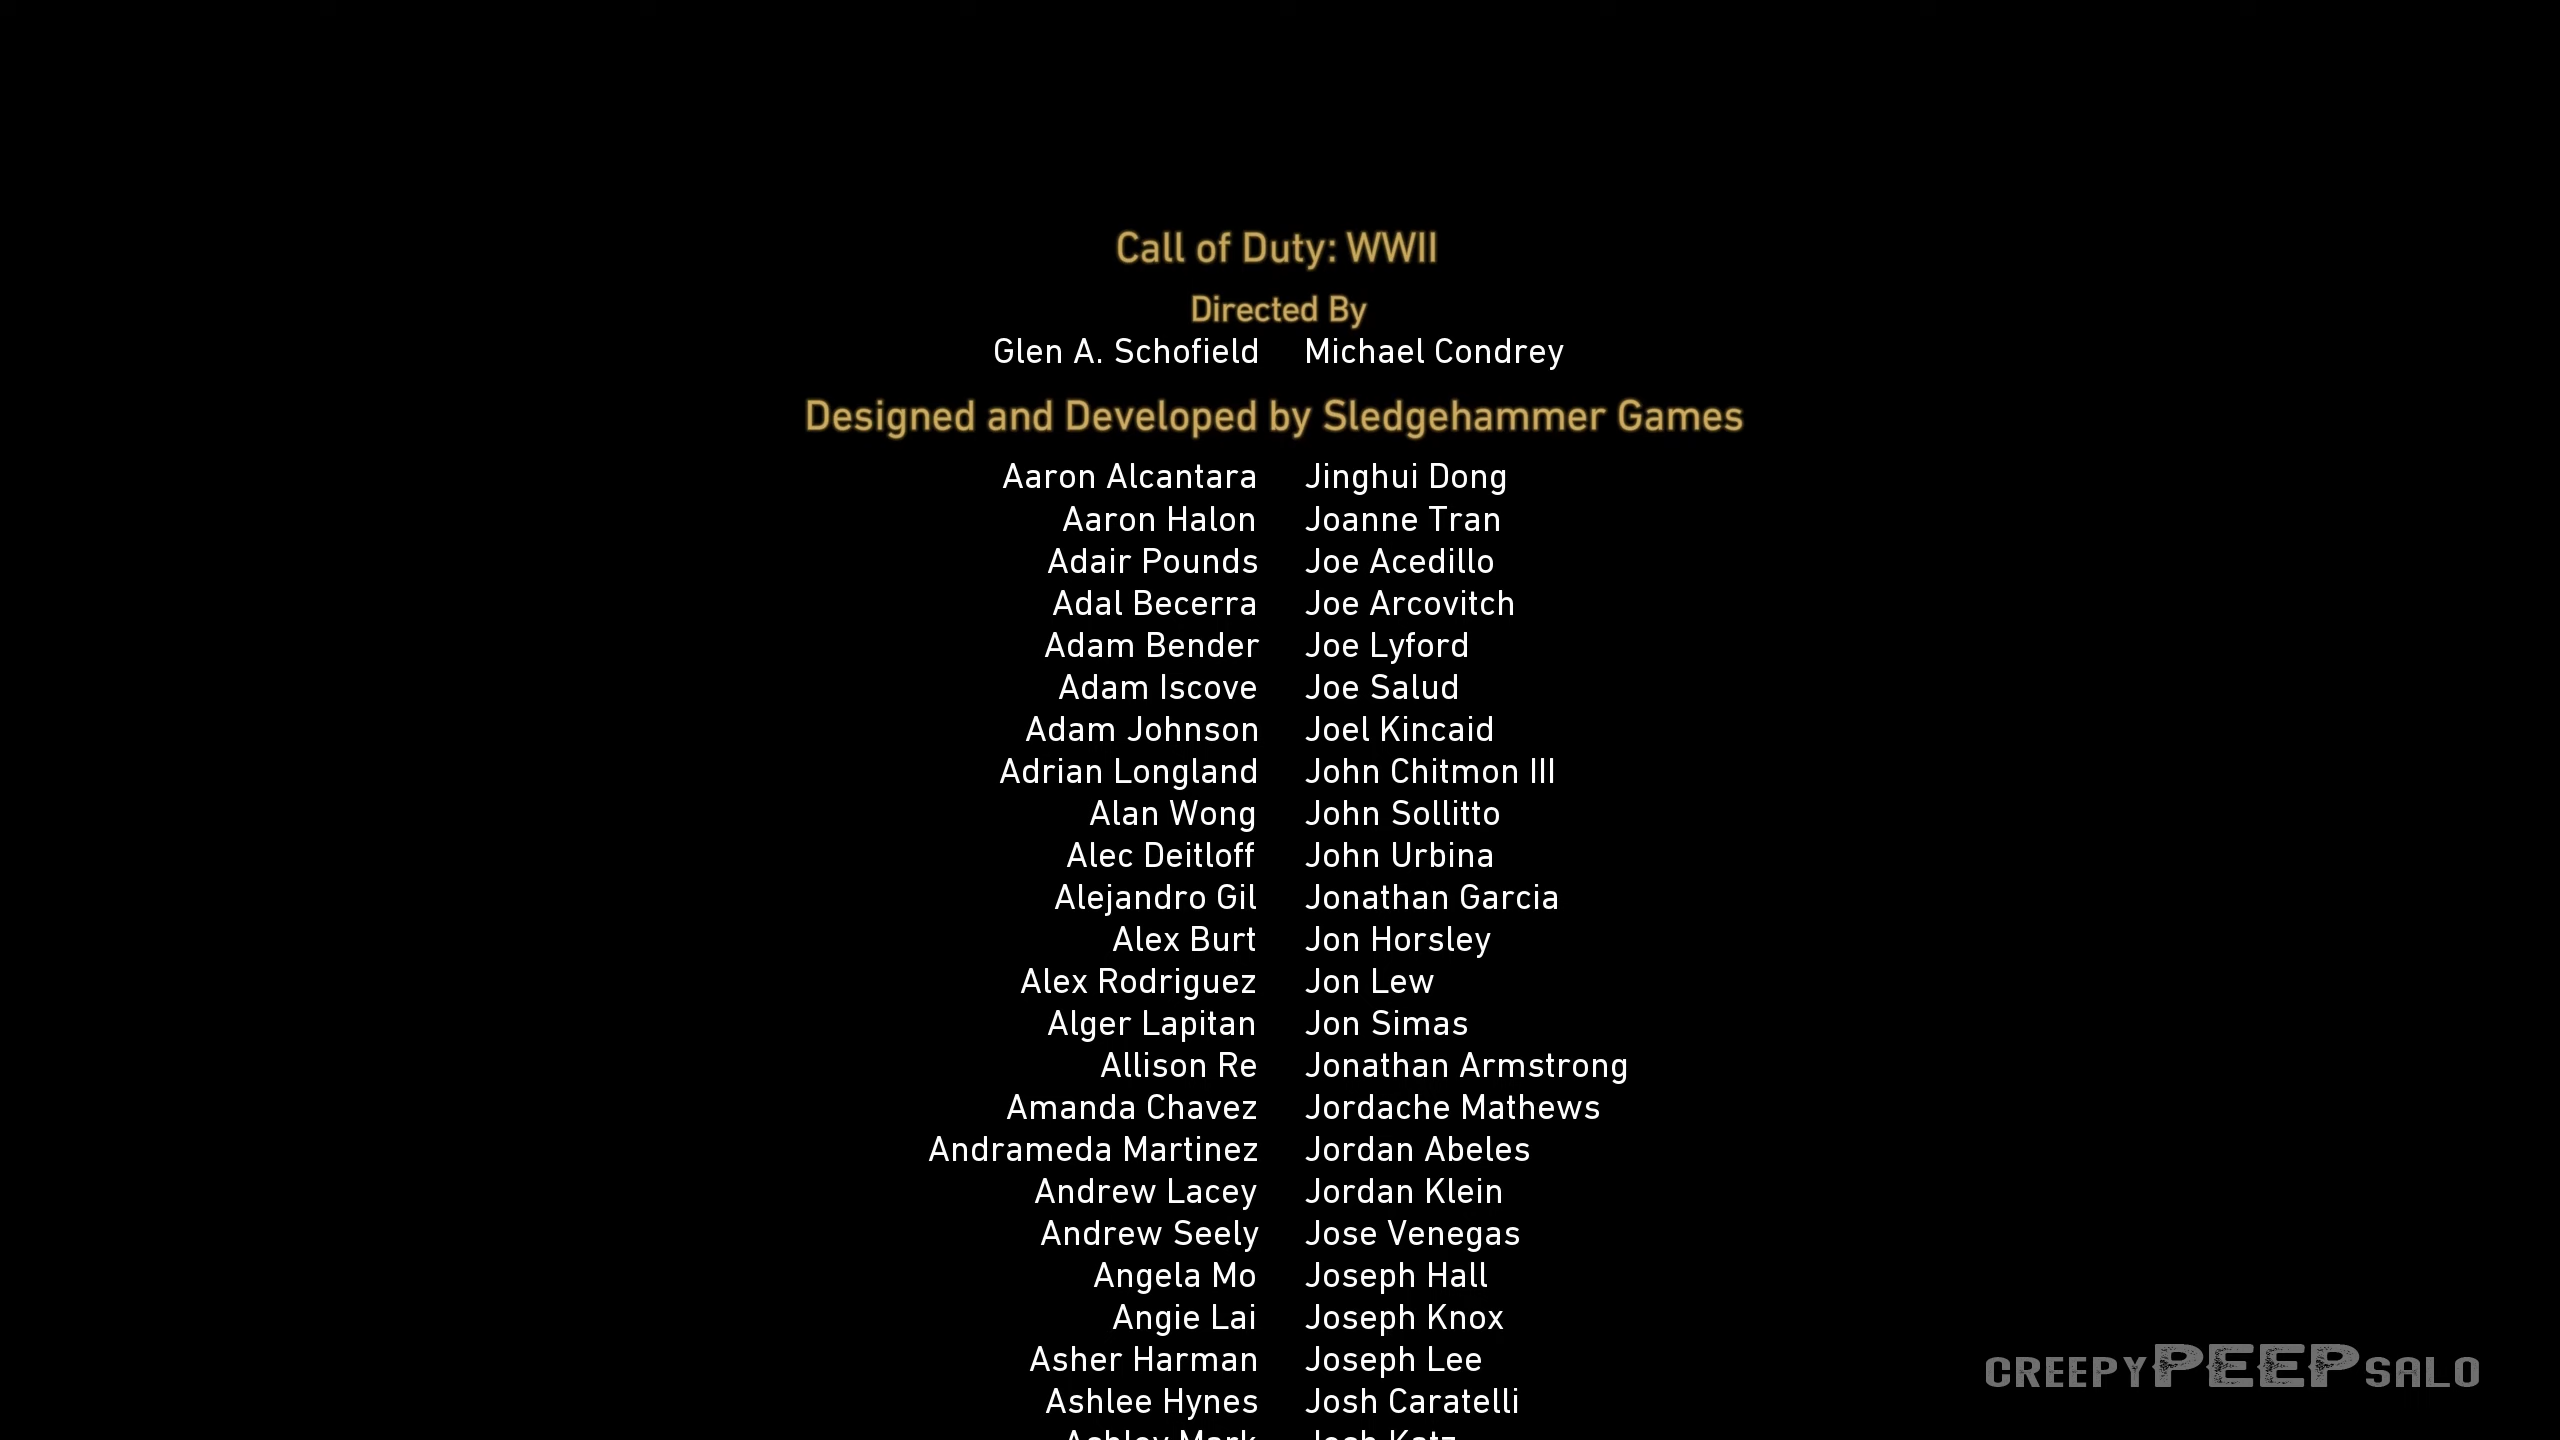 Call of Duty: WWII
Directed By
Glen A. Schofield Michael Condrey
Designed and Developed by Sledgehammer Games
Aaron Alcantara Jinghui Dong
Aaron Halon Joanne Tran
Adair Pounds Joe Acedillo
Adal Becerra Joe Arcovitch
Adam Bender Joe Lyford
Adam Iscove Joe Salud
Adam Johnson Joel Kincaid
Adrian Longland John Chitmon III
Alan Wong John Sollitto
Alec Deitloff John Urbina
Alejandro Gil Jonathan Garcia
Alex Burt Jon Horsley
Alex Rodriguez Jon Lew
Alger Lapitan Jon Simas
Allison Re Jonathan Armstrong
Amanda Chavez Jordache Mathews
Andrameda Martinez Jordan Abeles
Andrew Lacey Jordan Klein
Andrew Seely Jose Venegas
Angela Mo Joseph Hall
Angie Lai Joseph Knox
Asher Harman Joseph Lee
Ashlee Hynes Josh Caratelli
Ashley Mark Josh Katz
CREEPYPEEPSALO